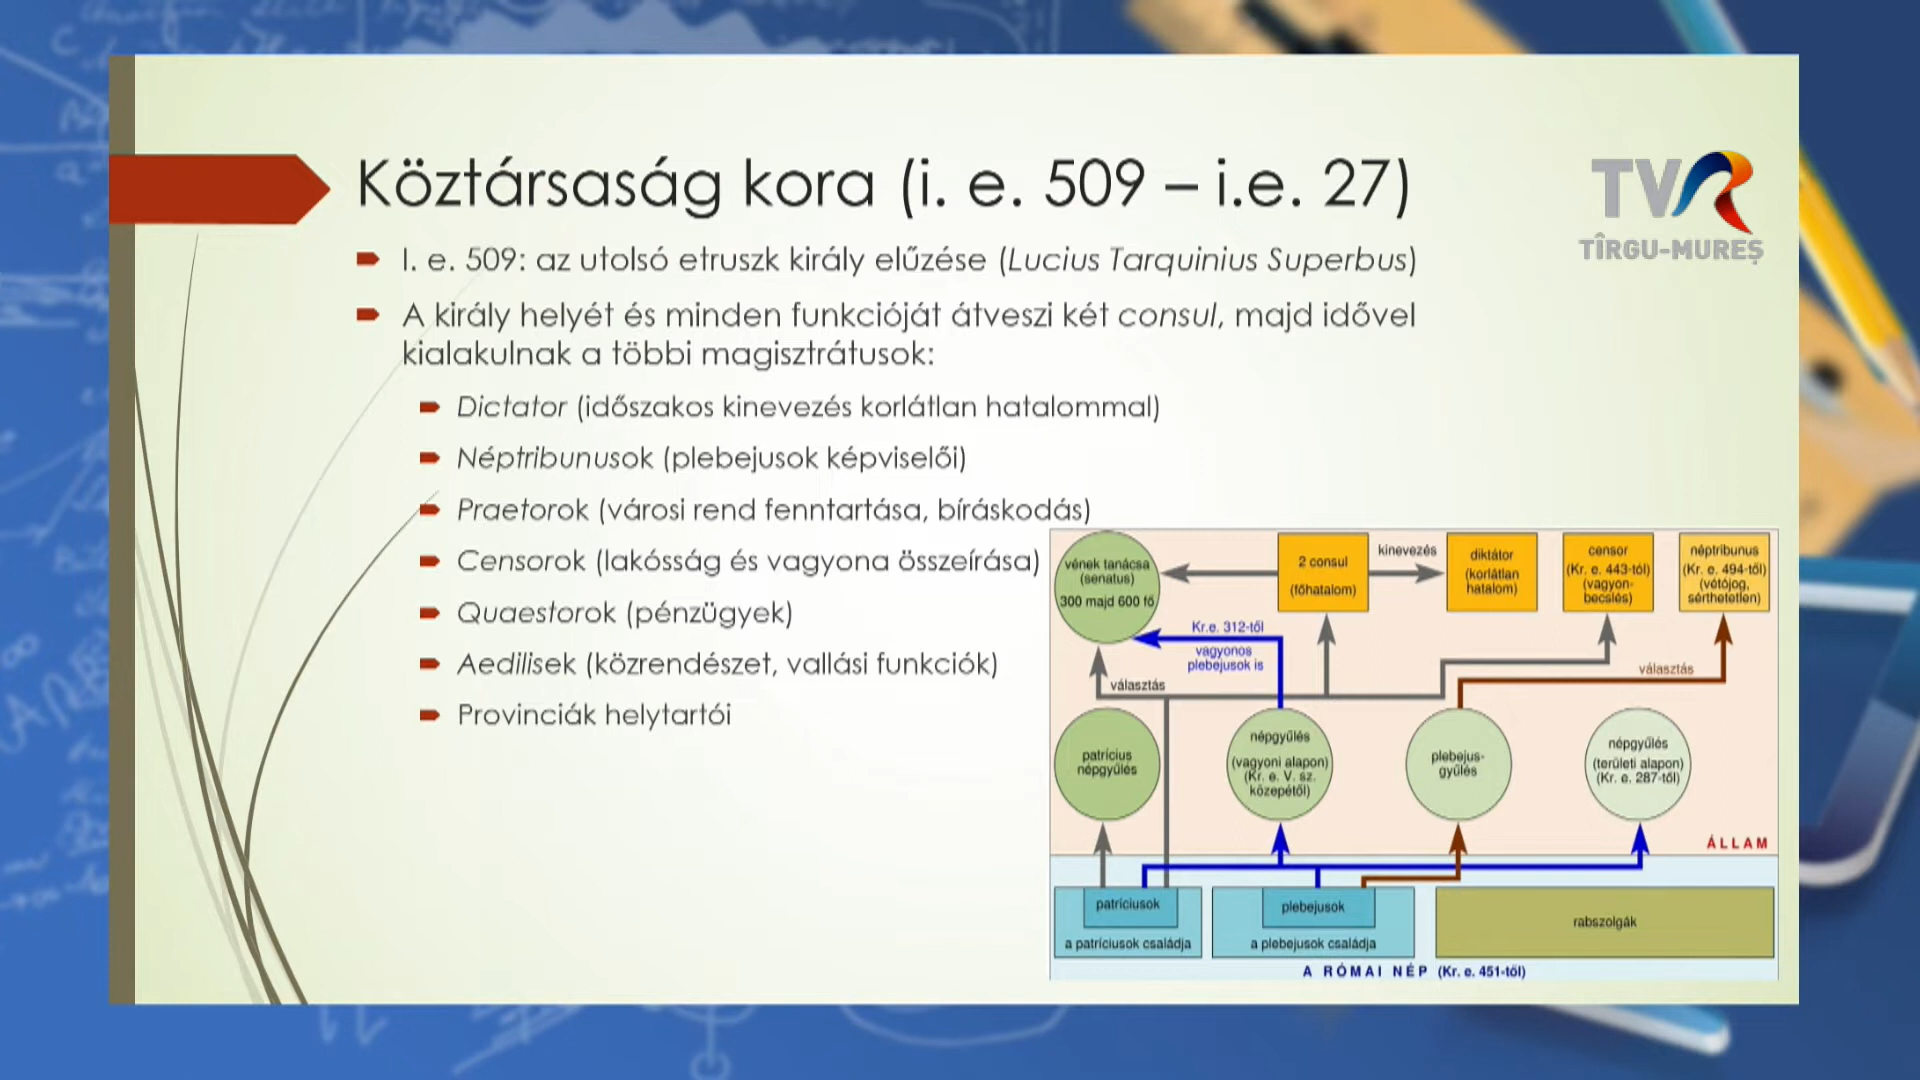 Köztársaság kora (i. e. 509 – i.e. 27)
TVR
TÎRGU-MUREȘ
I. e. 509: az utolsó etruszk király elűzése (Lucius Tarquinius Superbus)
A király helyét és minden funkcióját átveszi két consul, majd idővel
kialakulnak a többi magisztrátusok:
Dictator (időszakos kinevezés korlátlan hatalommal)
Néptribunusok (plebejusok képviselői)
Praetorok (városi rend fenntartása, bíráskodás)
Censorok (lakósság és vagyona összeírása)
Quaestorok (pénzügyek)
Aedilisek (közrendészet, vallási funkciók)
Provinciák helytartói
vének tanácsa
(senatus)
300 majd 600 fő
2 consul
(főhatalom)
kinevezés
diktátor
(korlátlan
hatalom)
censor
(Kr. e. 443-tól)
(vagyon-
becslés)
néptribunus
(Kr. e. 494-től)
(vétójog,
sérthetetlen)
Kr.e. 312-től
vagyonos
plebejusok is
választás
választás
patrícius
népgyűlés
népgyűlés
(vagyoni alapon)
(Kr. e. V. sz.
közepétől)
plebejus-
gyűlés
népgyűlés
(területi alapon)
(Kr. e. 287-től)
ÁLLAM
patríciusok
a patríciusok családja
plebejusok
a plebejusok családja
rabszolgák
A RÓMAI NÉP (Kr. e. 451-től)